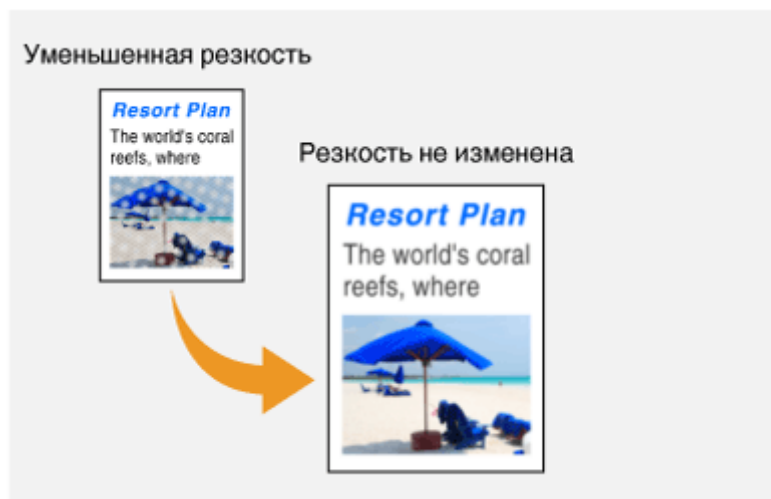 Уменьшенная резкость
Resort Plan
The world's coral
reefs, where
Резкость не изменена
Resort Plan
The world's coral
reefs, where